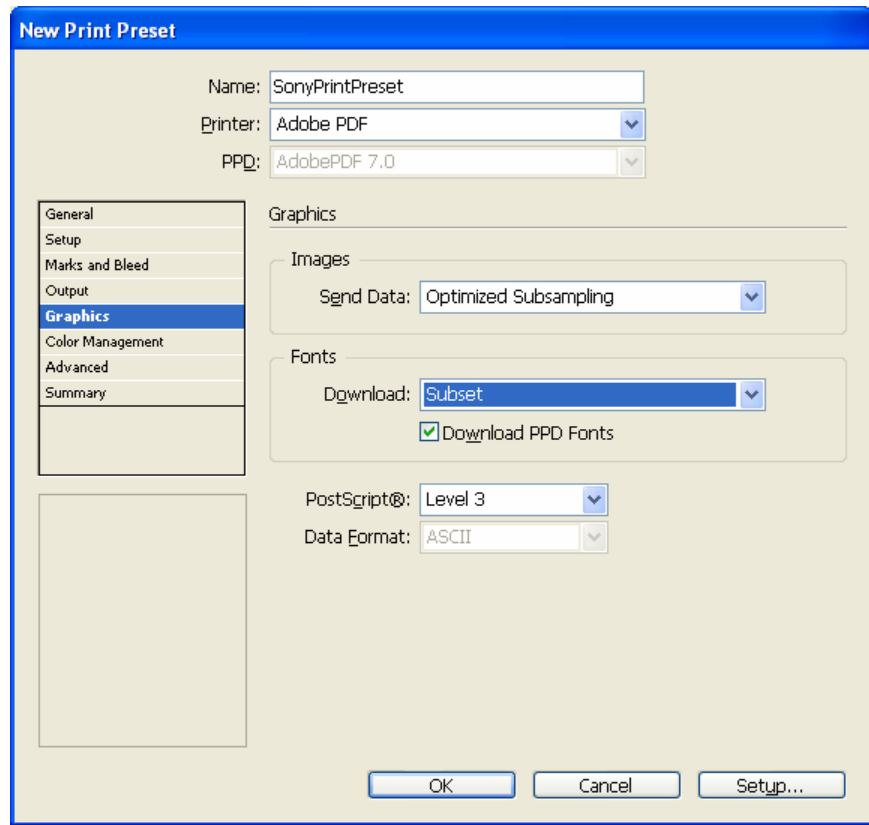 New Print Preset
Name: SonyPrintPreset
Printer: Adobe PDF
PPD: AdobePDF 7.0
General
Setup
Marks and Bleed
Output
Graphics
Color Management
Advanced
Summary
Graphics
Images
Send Data: Optimized Subsampling
Fonts
Download: Subset
Download PPD Fonts
PostScript®: Level 3
Data Format: ASCII
OK
Cancel
Setup...